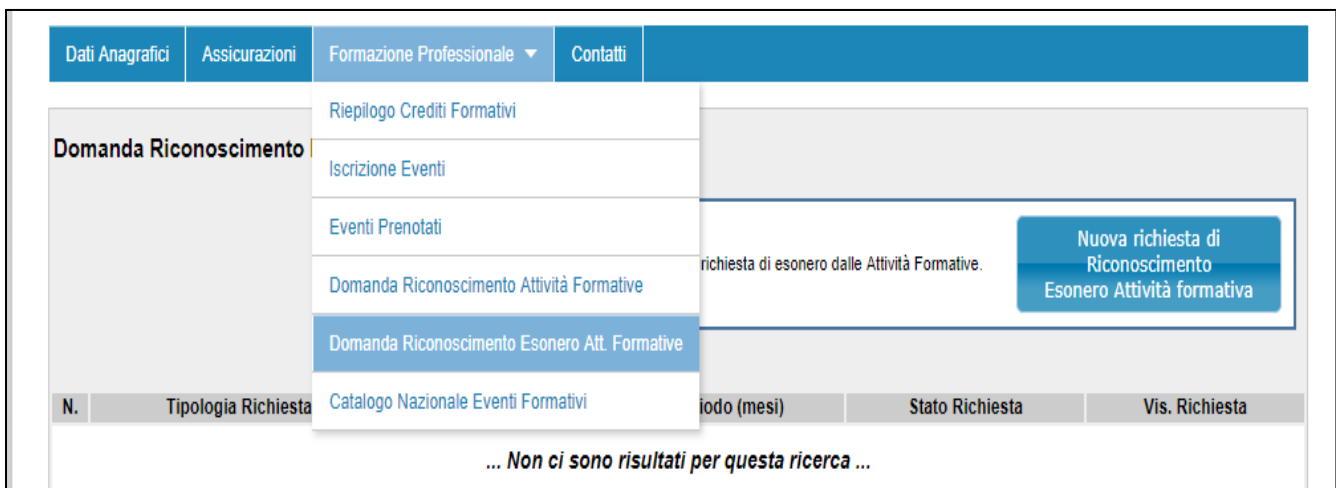 Dati Anagrafici Assicurazioni Formazione Professionale Contatti
Riepilogo Crediti Formativi
Domanda Riconoscimento
Iscrizione Eventi
Eventi Prenotati
richiesta di esonero dalle Attività Formative.
Nuova richiesta di
Riconoscimento
Esonero Attività formativa
Domanda Riconoscimento Attività Formative
Domanda Riconoscimento Esonero Att. Formative
Catalogo Nazionale Eventi Formativi
N. Tipologia Richiesta iodo (mesi) Stato Richiesta Vis. Richiesta
... Non ci sono risultati per questa ricerca ...